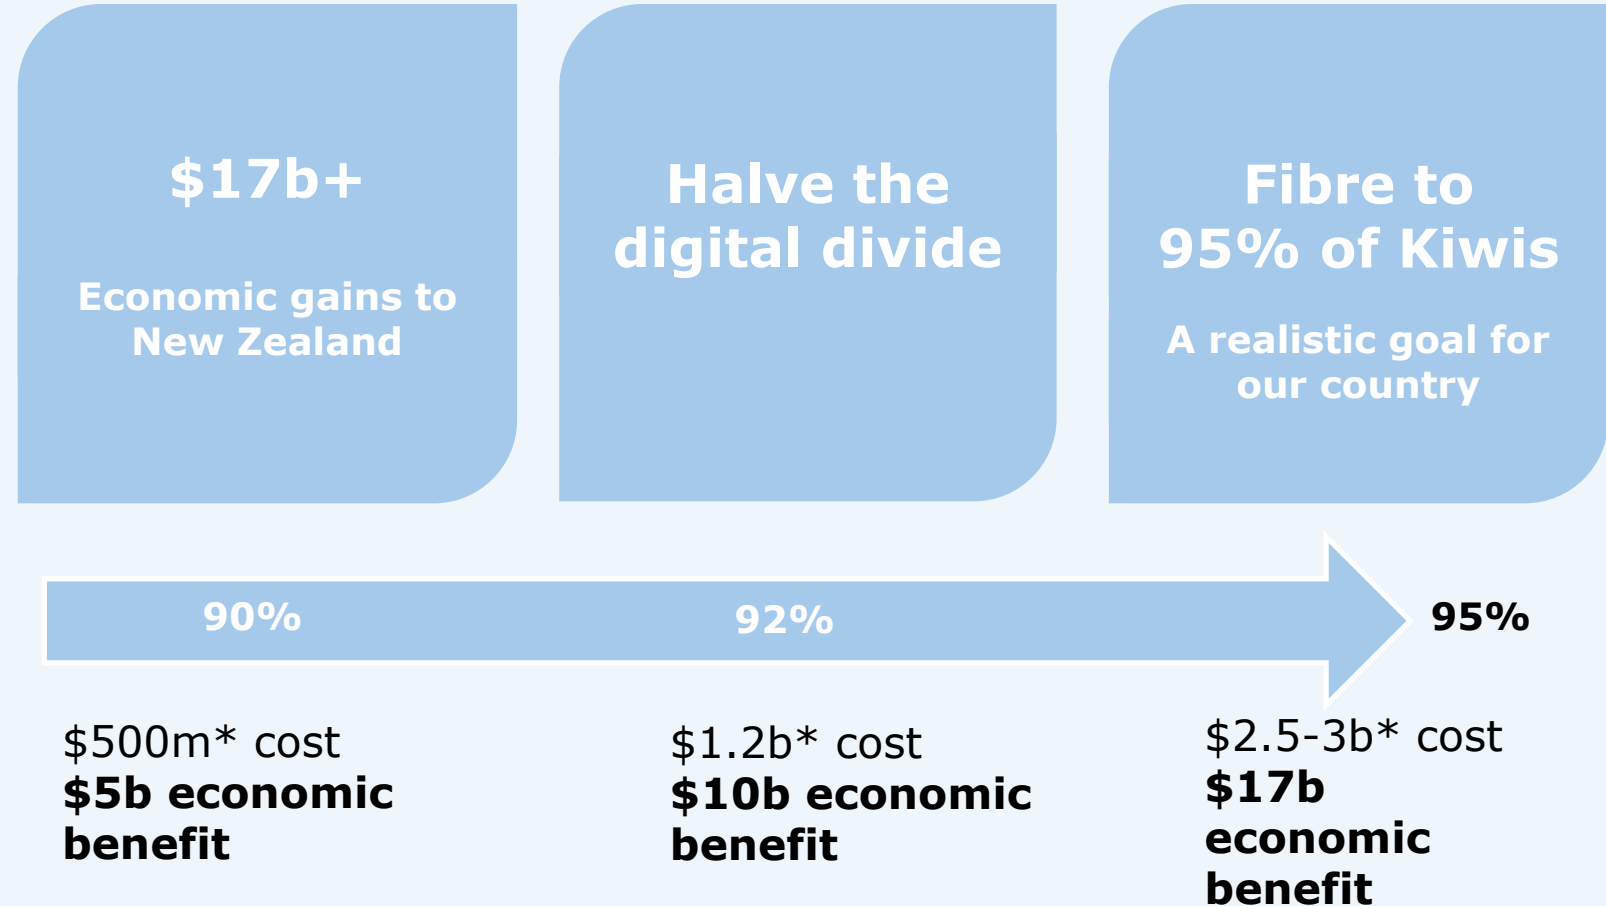 $17b+
Economic gains to
New Zealand
Halve the
digital divide
Fibre to
95% of Kiwis
A realistic goal for
our country
90%
92%
95%
$500m* cost
$5b economic
benefit
$1.2b* cost
$10b economic
benefit
$2.5-3b* cost
$17b
economic
benefit